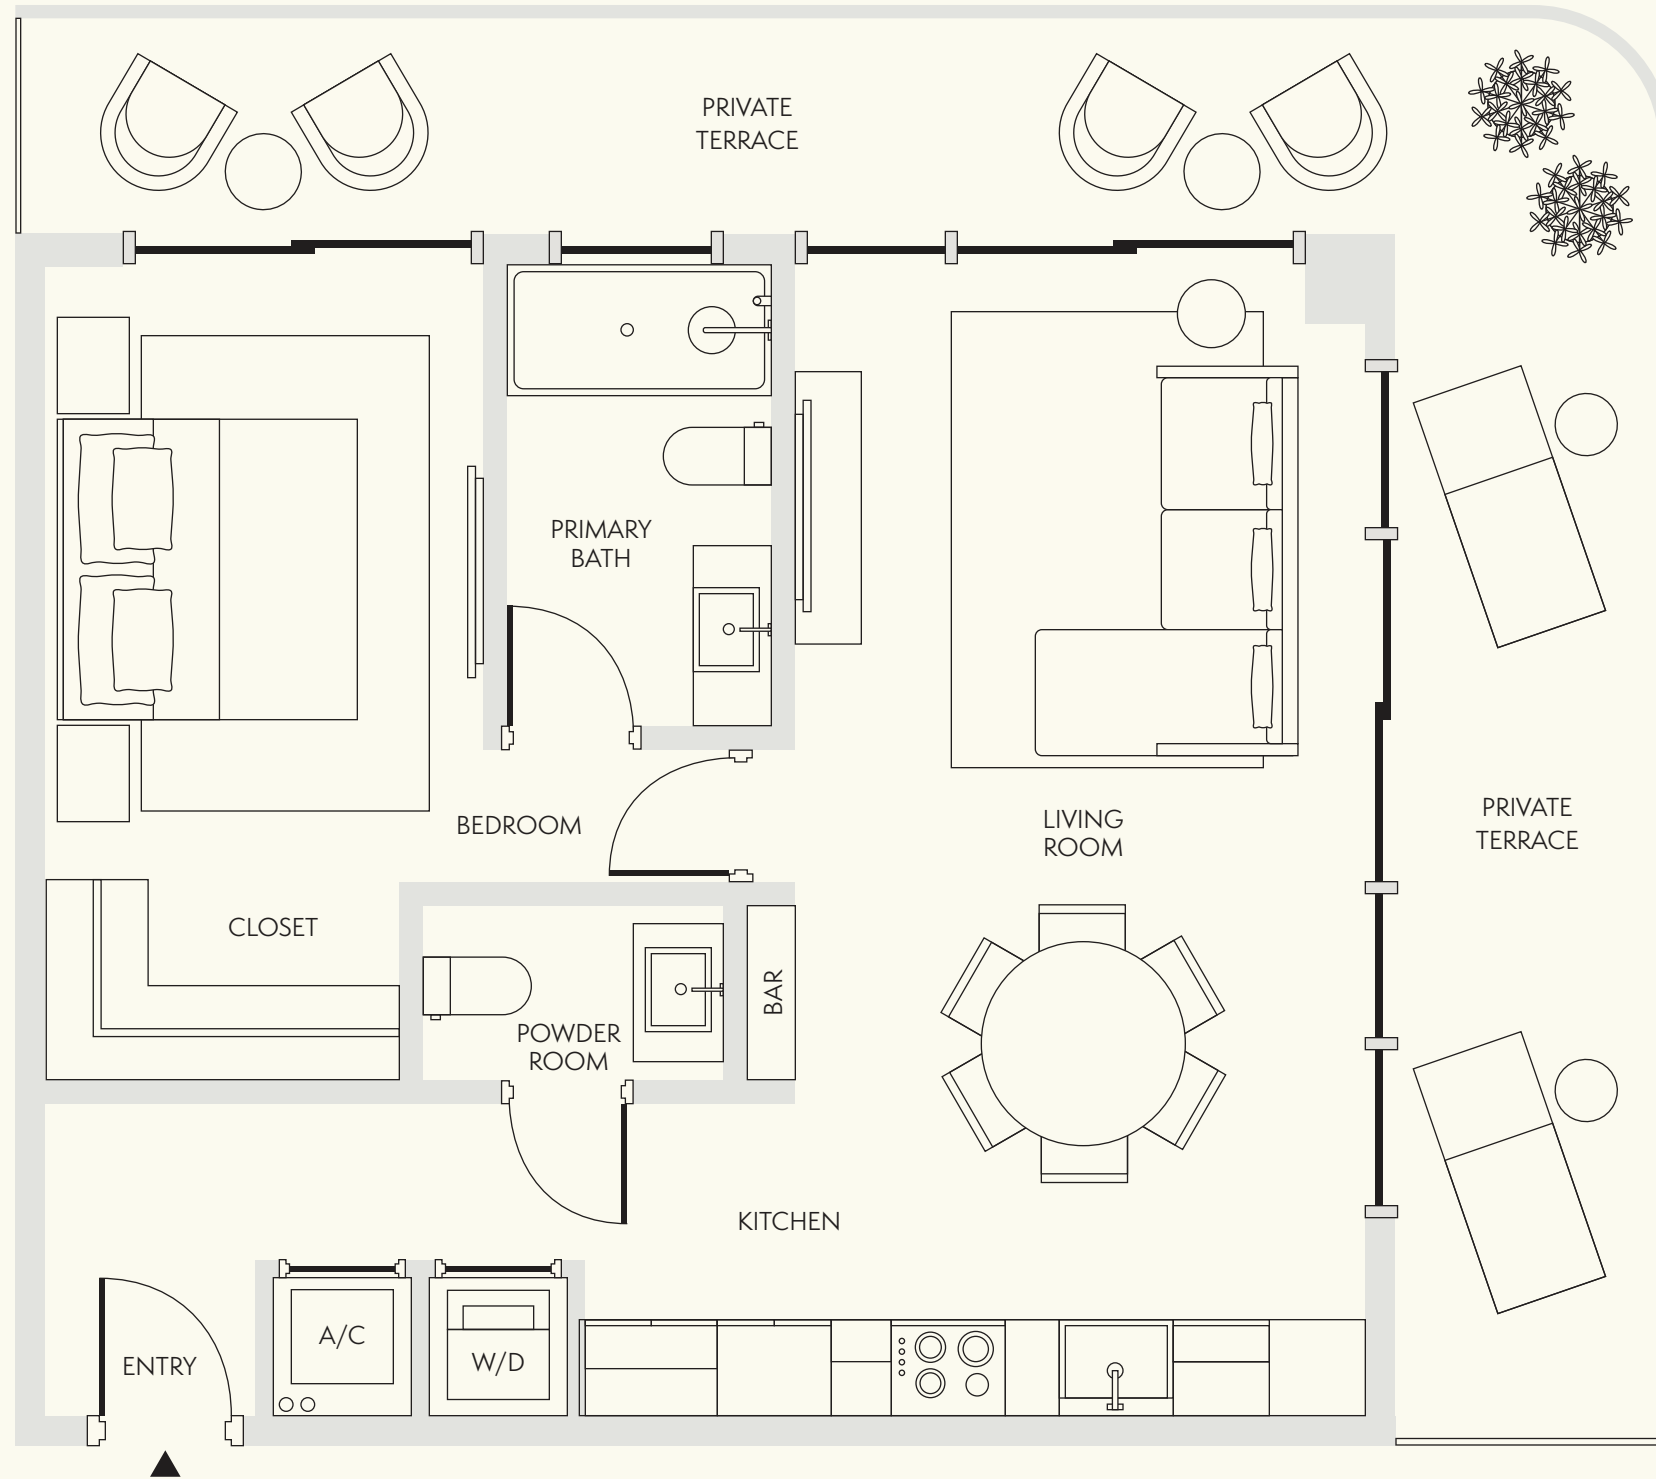 PRIVATE
TERRACE
PRIMARY
BATH
BEDROOM
LIVING
ROOM
PRIVATE
TERRACE
CLOSET
BAR
POWDER
ROOM
KITCHEN
A/C
W/D
ENTRY